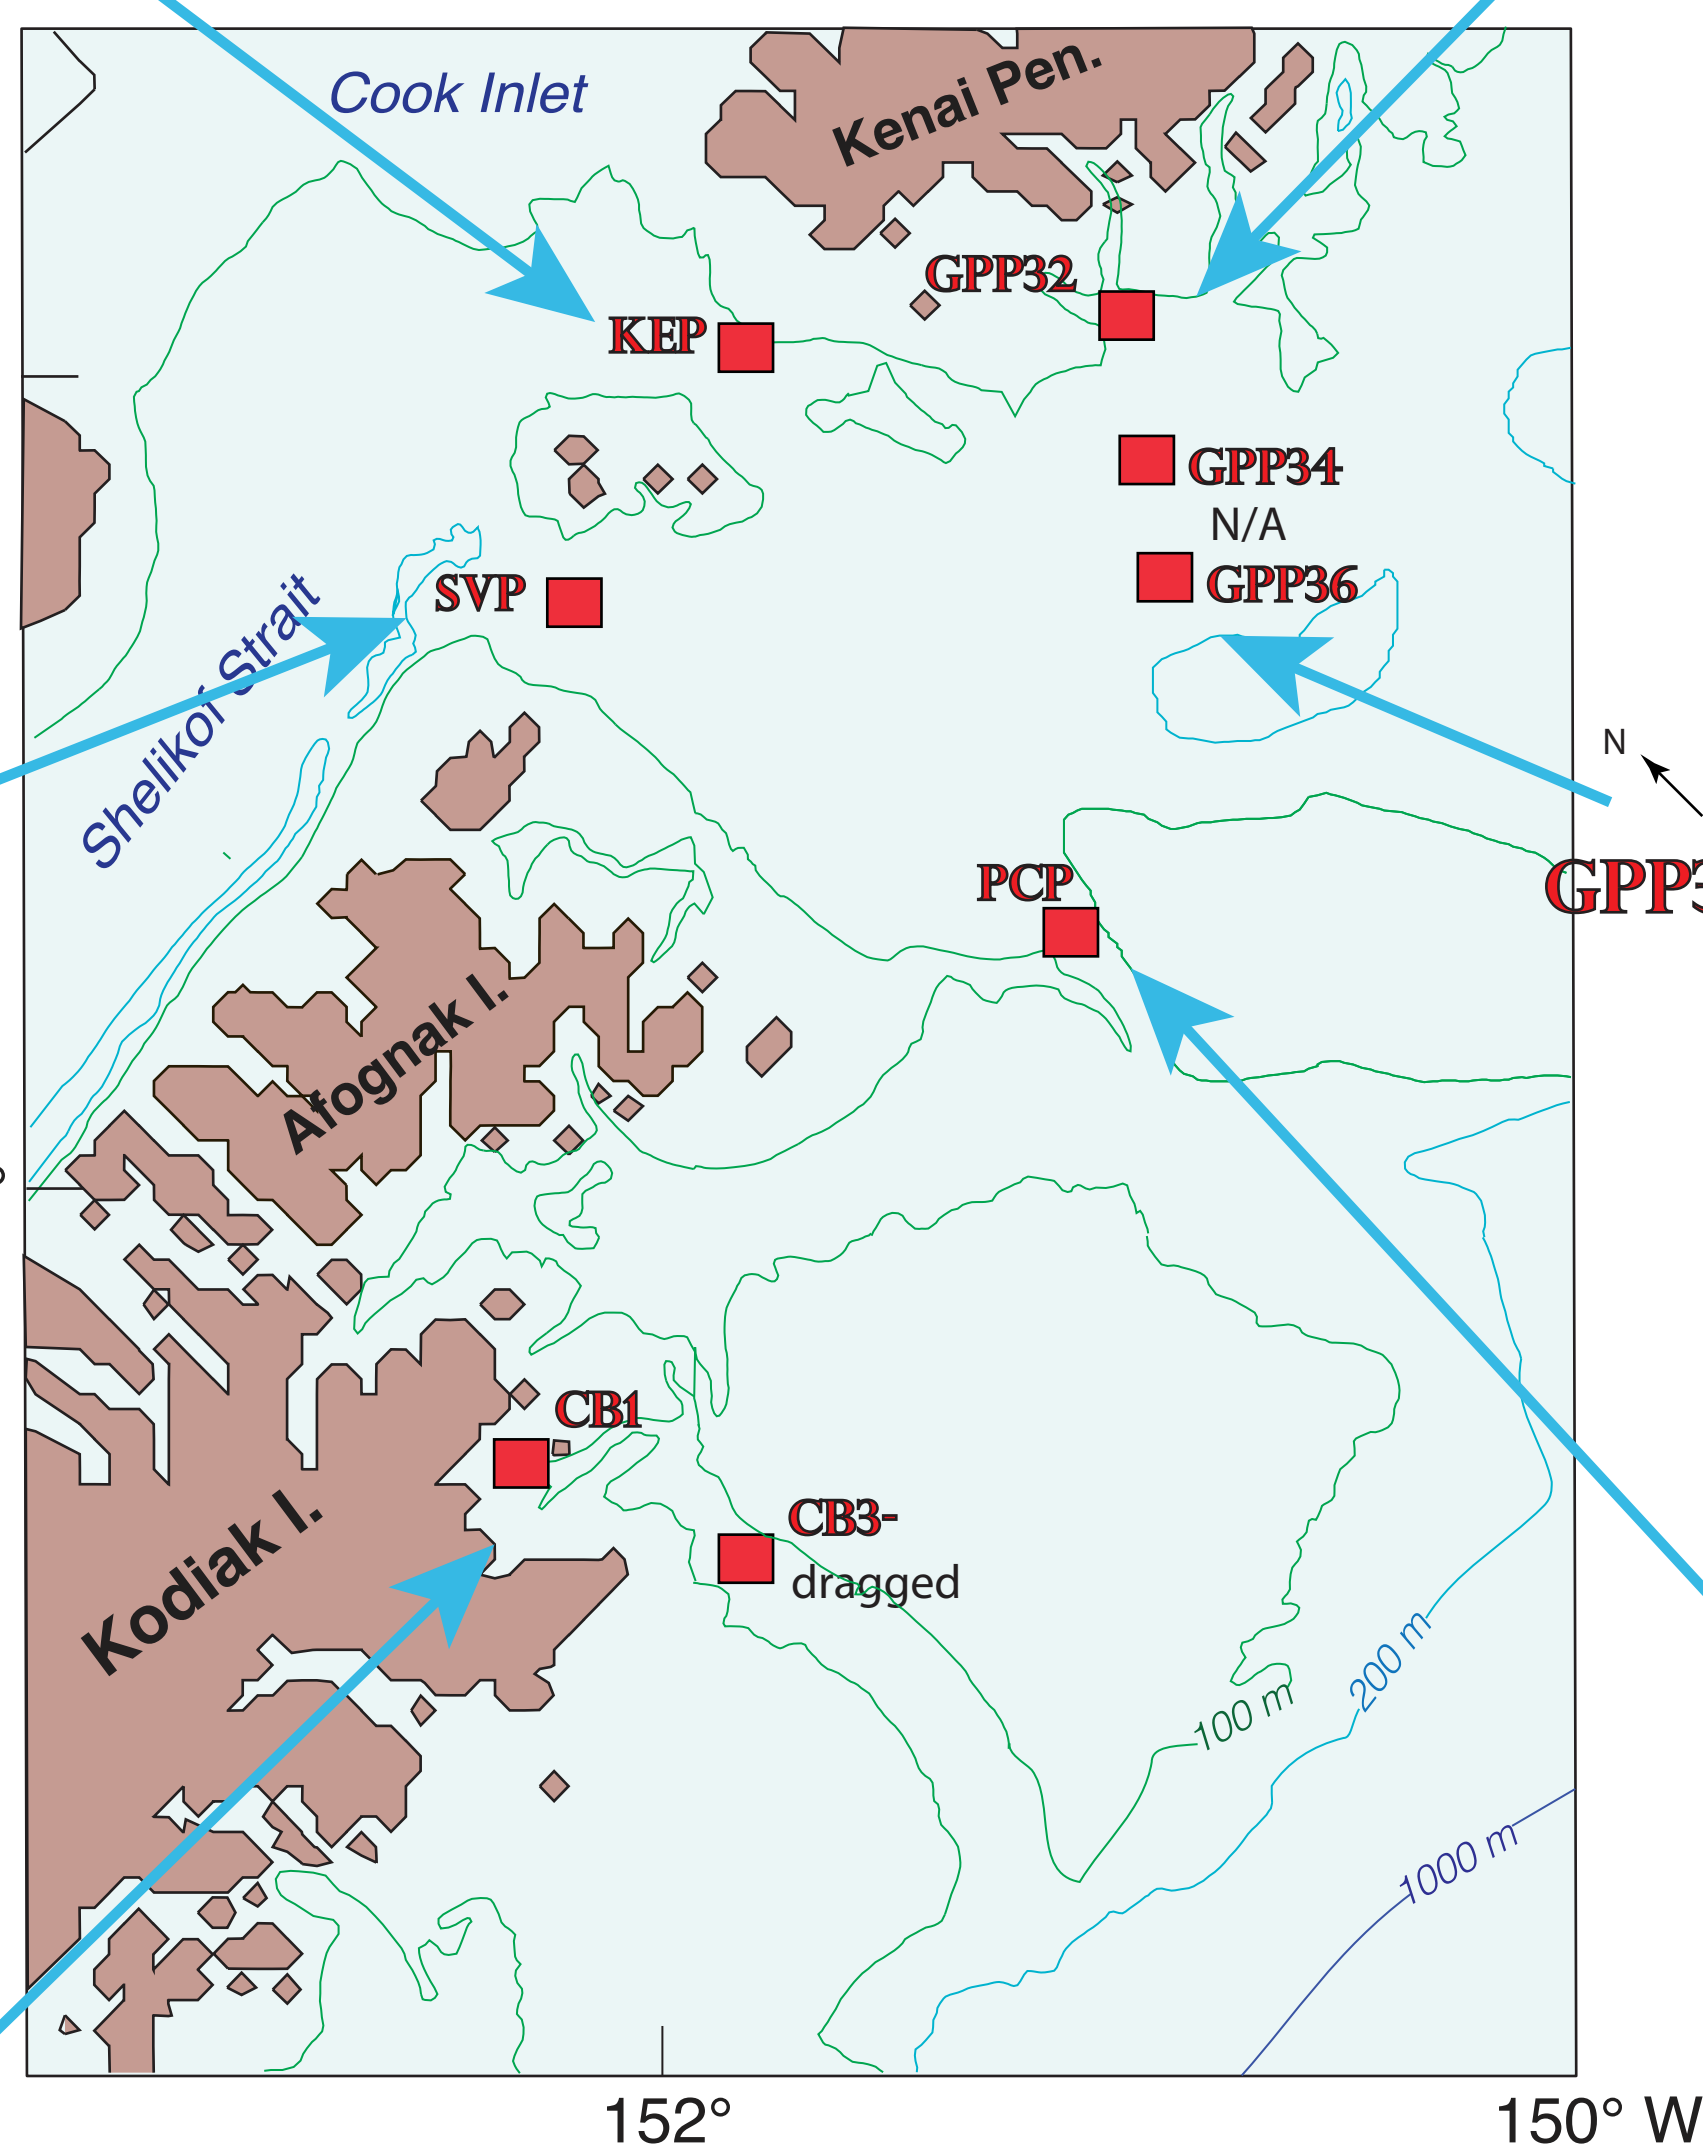 Cook Inlet
Kenai Pen.
GPP32
KEP
GPP34
N/A
GPP36
SVP
Shelikof Strait
N
PCP
GPP3
Afognak I.
CB1
CB3-
dragged
Kodiak I.
200 m
100 m
1000 m
152°
150° W